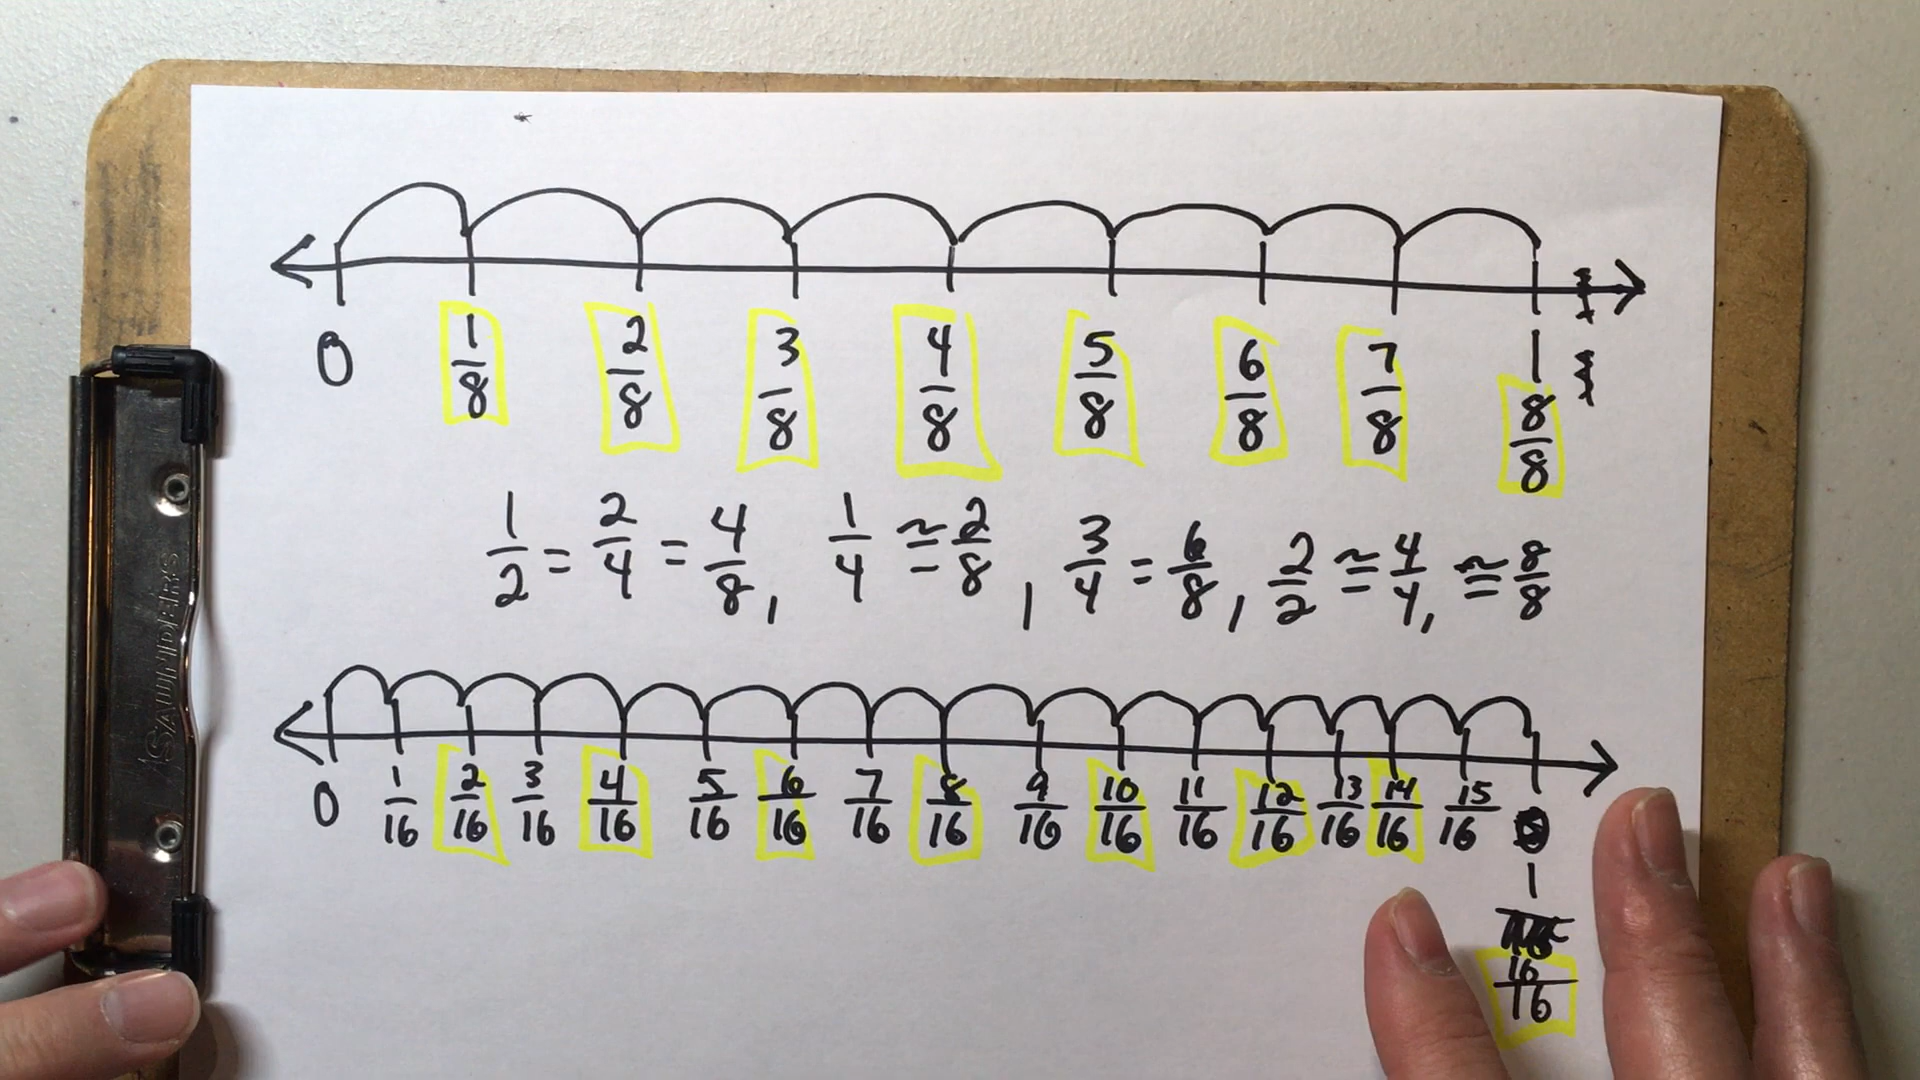 0 1/8 2/8 3/8 4/8 5/8 6/8 7/8 1 8/8
1/2 = 2/4 = 4/8, 1/4 ≅ 2/8, 3/4 = 6/8, 2/2 ≅ 4/4, ≅ 8/8
0 1/16 2/16 3/16 4/16 5/16 6/16 7/16 8/16 9/16 10/16 11/16 12/16 13/16 14/16 15/16
1
16/16
SAUNDERS